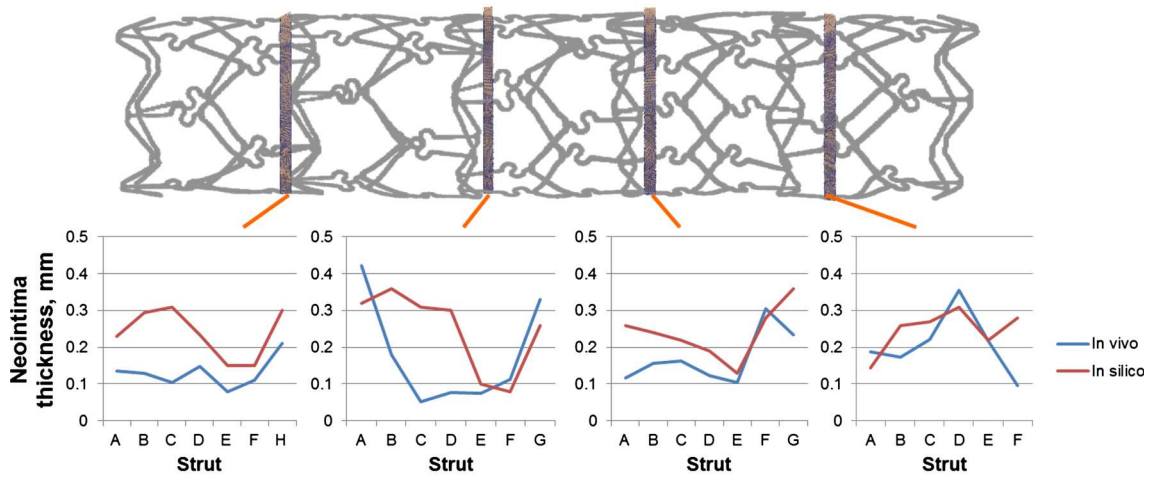 Neointima
thickness, mm
0.5 0.4 0.3 0.2 0.1 0
A B C D E F H
Strut
0.5 0.4 0.3 0.2 0.1 0
A B C D E F G
Strut
0.5 0.4 0.3 0.2 0.1 0
A B C D E F G
Strut
0.5 0.4 0.3 0.2 0.1 0
A B C D E F
Strut
In vivo
In silico